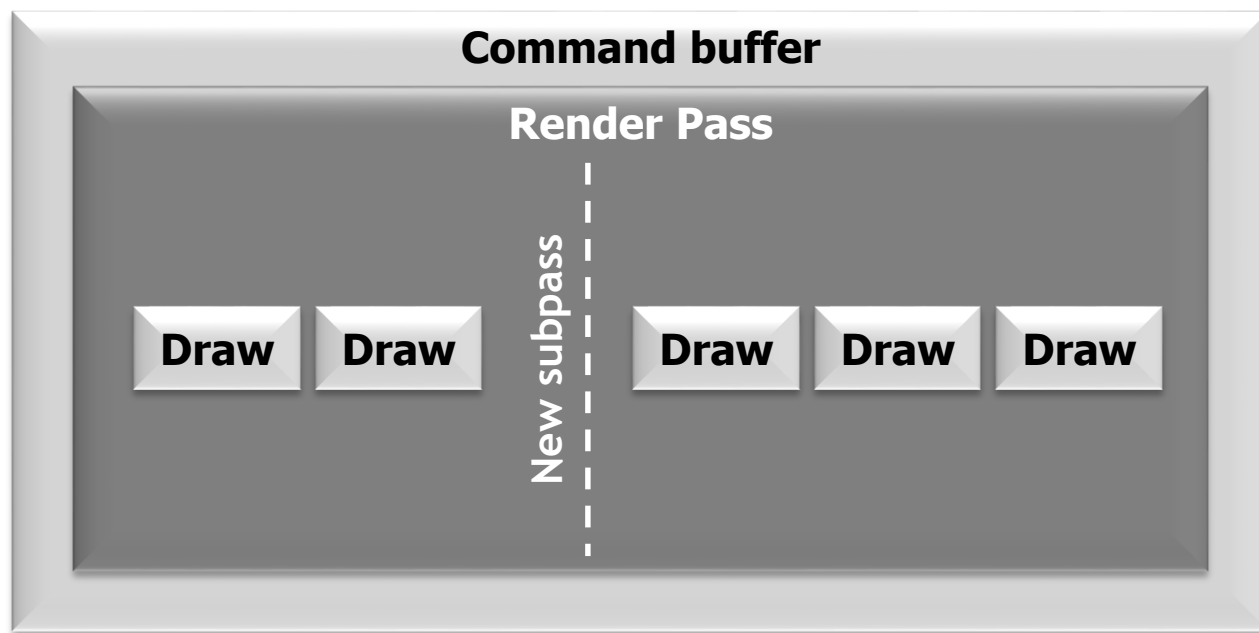 Command buffer
Render Pass
Draw
Draw
New subpass
Draw
Draw
Draw